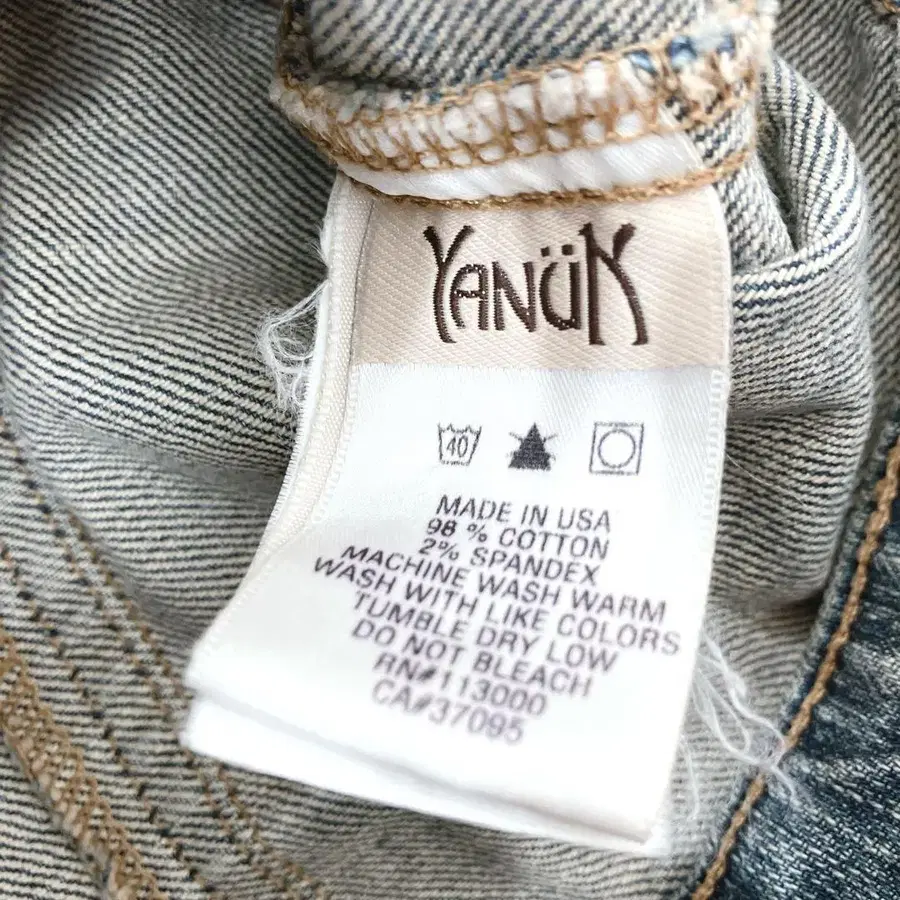 YANÜK
40
MADE IN USA
98 % COTTON
2% SPANDEX
MACHINE WASH WARM
WASH WITH LIKE COLORS
TUMBLE DRY LOW
DO NOT BLEACH
RN#113000
CA#37095